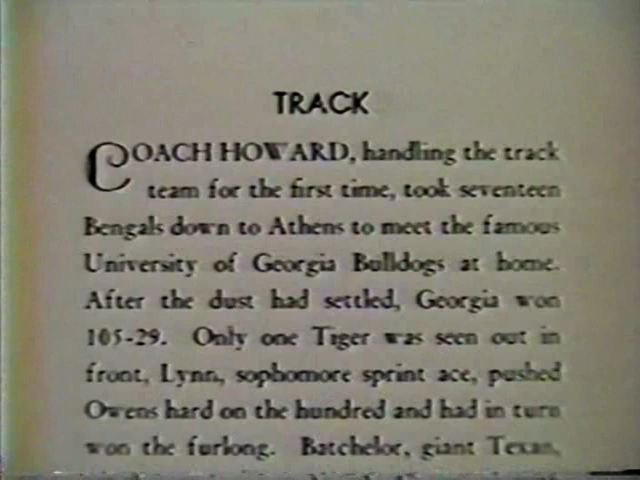 TRACK
COACH HOWARD, handling the track
team for the first time, took seventeen
Bengals down to Athens to meet the famous
University of Georgia Bulldogs at home.
After the dust had settled, Georgia won
105-29. Only one Tiger was seen out in
front, Lynn, sophomore sprint ace, pushed
Owens hard on the hundred and had in turn
won the furlong. Batchelor, giant Texan,